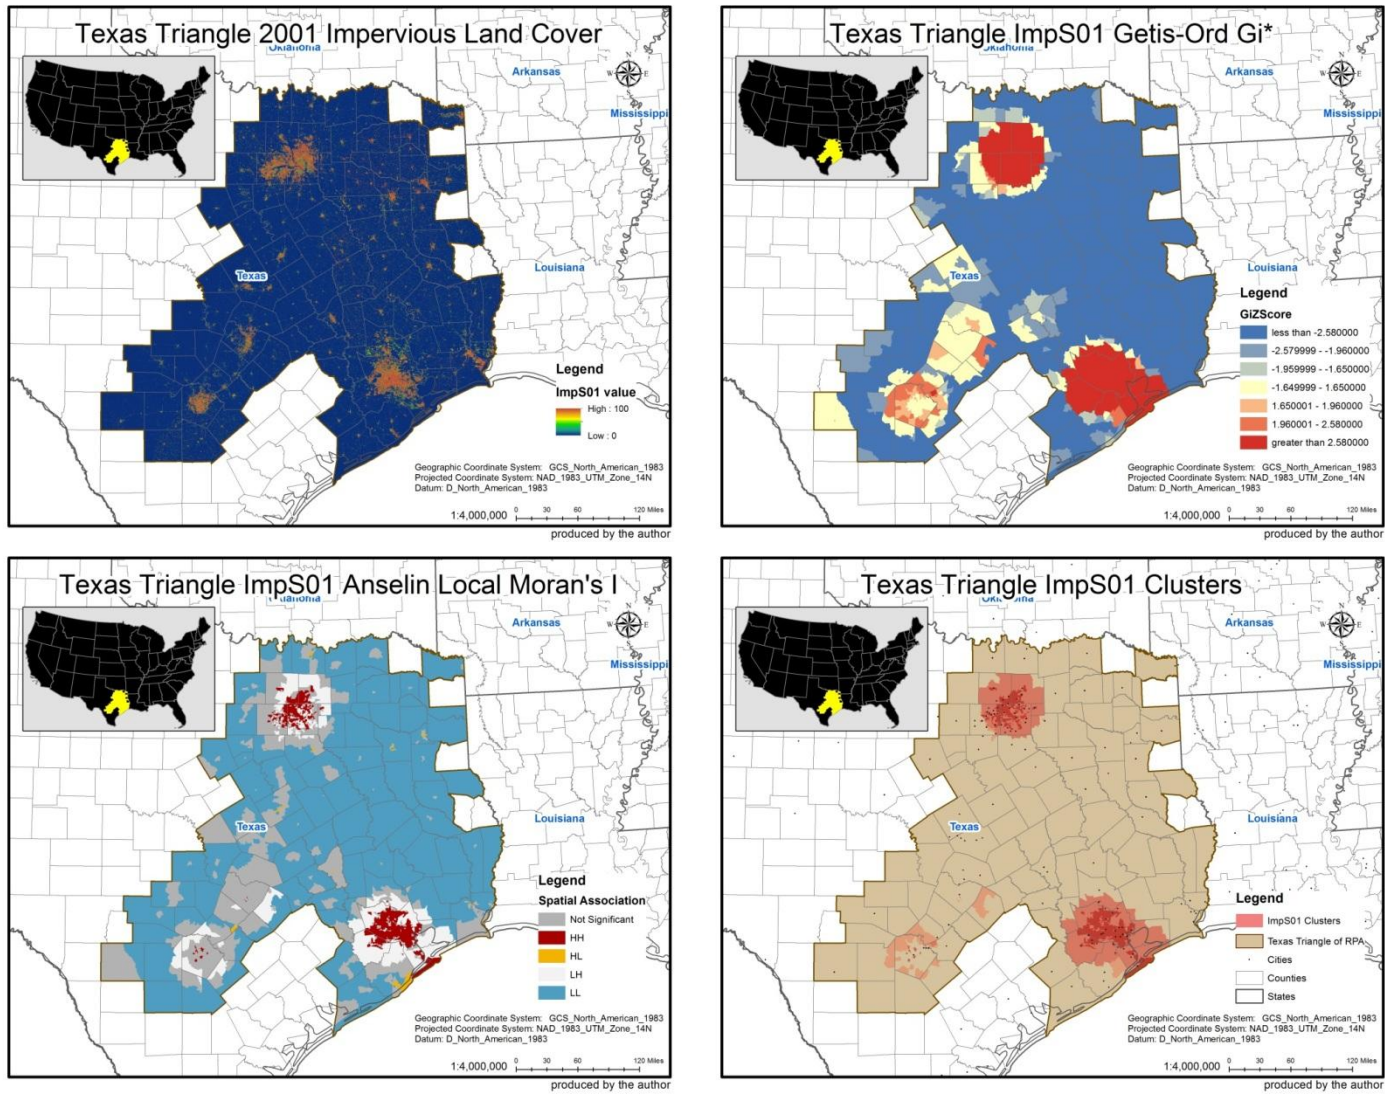 Texas Triangle 2001 Impervious Land Cover
Oklahoma
Arkansas
N
W E
S
Mississippi
Louisiana
Texas
Legend
ImpS01 value
High : 100
Low : 0
Geographic Coordinate System: GCS_North_American_1983
Projected Coordinate System: NAD_1983_UTM_Zone_14N
Datum: D_North_American_1983
1:4,000,000 0 30 60 120 Miles
produced by the author
Texas Triangle ImpS01 Getis-Ord Gi*
Oklahoma
Arkansas
N
W E
S
Mississippi
Louisiana
Texas
Legend
GiZScore
less than -2.580000
-2.579999 - -1.960000
-1.959999 - -1.650000
-1.649999 - 1.650000
1.650001 - 1.960000
1.960001 - 2.580000
greater than 2.580000
Geographic Coordinate System: GCS_North_American_1983
Projected Coordinate System: NAD_1983_UTM_Zone_14N
Datum: D_North_American_1983
1:4,000,000 0 30 60 120 Miles
produced by the author
Texas Triangle ImpS01 Anselin Local Moran's I
Oklahoma
Arkansas
N
W E
S
Mississippi
Louisiana
Texas
Legend
Spatial Association
Not Significant
HH
HL
LH
LL
Geographic Coordinate System: GCS_North_American_1983
Projected Coordinate System: NAD_1983_UTM_Zone_14N
Datum: D_North_American_1983
1:4,000,000 0 30 60 120 Miles
produced by the author
Texas Triangle ImpS01 Clusters
Oklahoma
Arkansas
N
W E
S
Mississippi
Louisiana
Texas
Legend
ImpS01 Clusters
Texas Triangle of RPA
Cities
Counties
States
Geographic Coordinate System: GCS_North_American_1983
Projected Coordinate System: NAD_1983_UTM_Zone_14N
Datum: D_North_American_1983
1:4,000,000 0 30 60 120 Miles
produced by the author